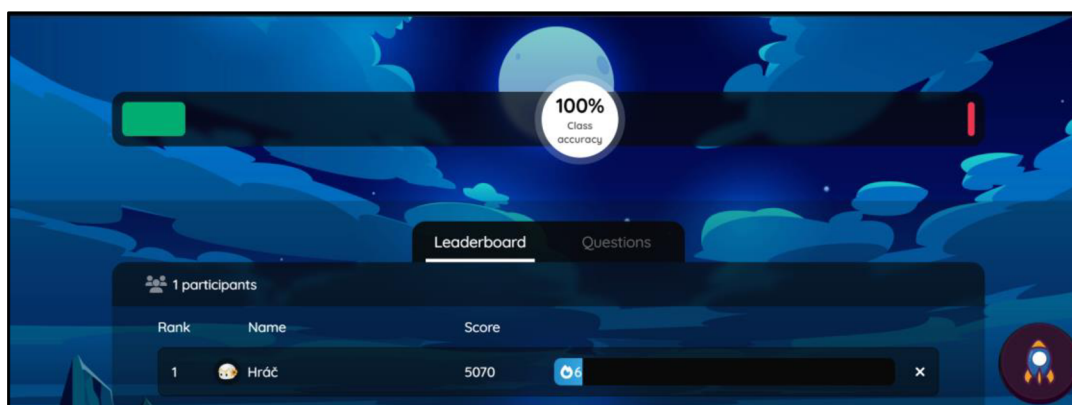 100%
Class
accuracy
Leaderboard Questions
1 participants
Rank Name Score
1 Hráč 5070 6